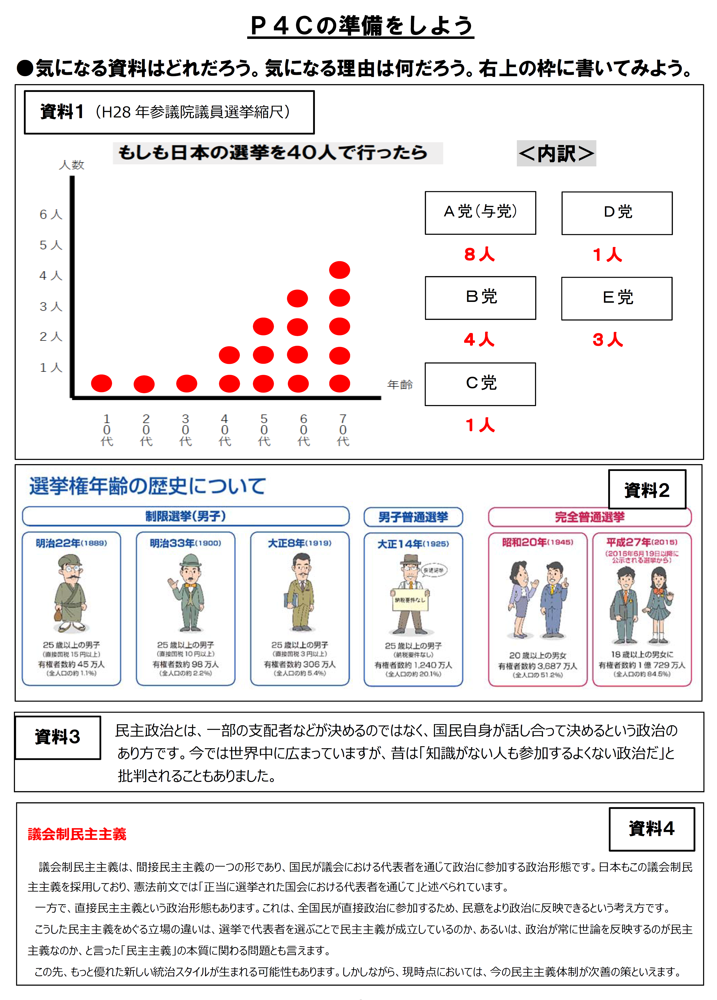 P4Cの準備をしよう
●気になる資料はどれだろう。気になる理由は何だろう。右上の枠に書いてみよう。
資料1（H28年参議院議員選挙縮尺）
もしも日本の選挙を40人で行ったら
＜内訳＞
人数
6人
5人
4人
3人
2人
1人
年齢
10代
20代
30代
40代
50代
60代
70代
A党（与党）
D党
8人
1人
B党
E党
4人
3人
C党
1人
選挙権年齢の歴史について
資料2
制限選挙（男子）
男子普通選挙
完全普通選挙
明治22年(1889)
25歳以上の男子
（直接国税15円以上）
有権者数約45万人
（全人口の約1.1%）
明治33年(1900)
25歳以上の男子
（直接国税10円以上）
有権者数約98万人
（全人口の約2.2%）
大正8年(1919)
25歳以上の男子
（直接国税3円以上）
有権者数約306万人
（全人口の約5.4%）
大正14年(1925)
普通選挙
納税要件なし
25歳以上の男子
（納税要件なし）
有権者数約1,240万人
（全人口の約20.1%）
昭和20年(1945)
20歳以上の男女
有権者数約3,687万人
（全人口の51.2%）
平成27年(2015)
（2016年6月19日以降に
公示される選挙から）
18歳以上の男女に
有権者数約1億729万人
（全人口の約84.5%）
資料3
民主政治とは、一部の支配者などが決めるのではなく、国民自身が話し合って決めるという政治の
あり方です。今では世界中に広まっていますが、昔は「知識がない人も参加するよくない政治だ」と
批判されることもありました。
資料4
議会制民主主義
議会制民主主義は、間接民主主義の一つの形であり、国民が議会における代表者を通じて政治に参加する政治形態です。日本もこの議会制民
主主義を採用しており、憲法前文では「正当に選挙された国会における代表者を通じて」と述べられています。
一方で、直接民主主義という政治形態もあります。これは、全国民が直接政治に参加するため、民意をより政治に反映できるという考え方です。
こうした民主主義をめぐる立場の違いは、選挙で代表者を選ぶことで民主主義が成立しているのか、あるいは、政治が常に世論を反映するのが民主
主義なのか、と言った「民主主義」の本質に関わる問題とも言えます。
この先、もっと優れた新しい統治スタイルが生まれる可能性もあります。しかしながら、現時点においては、今の民主主義体制が次善の策といえます。